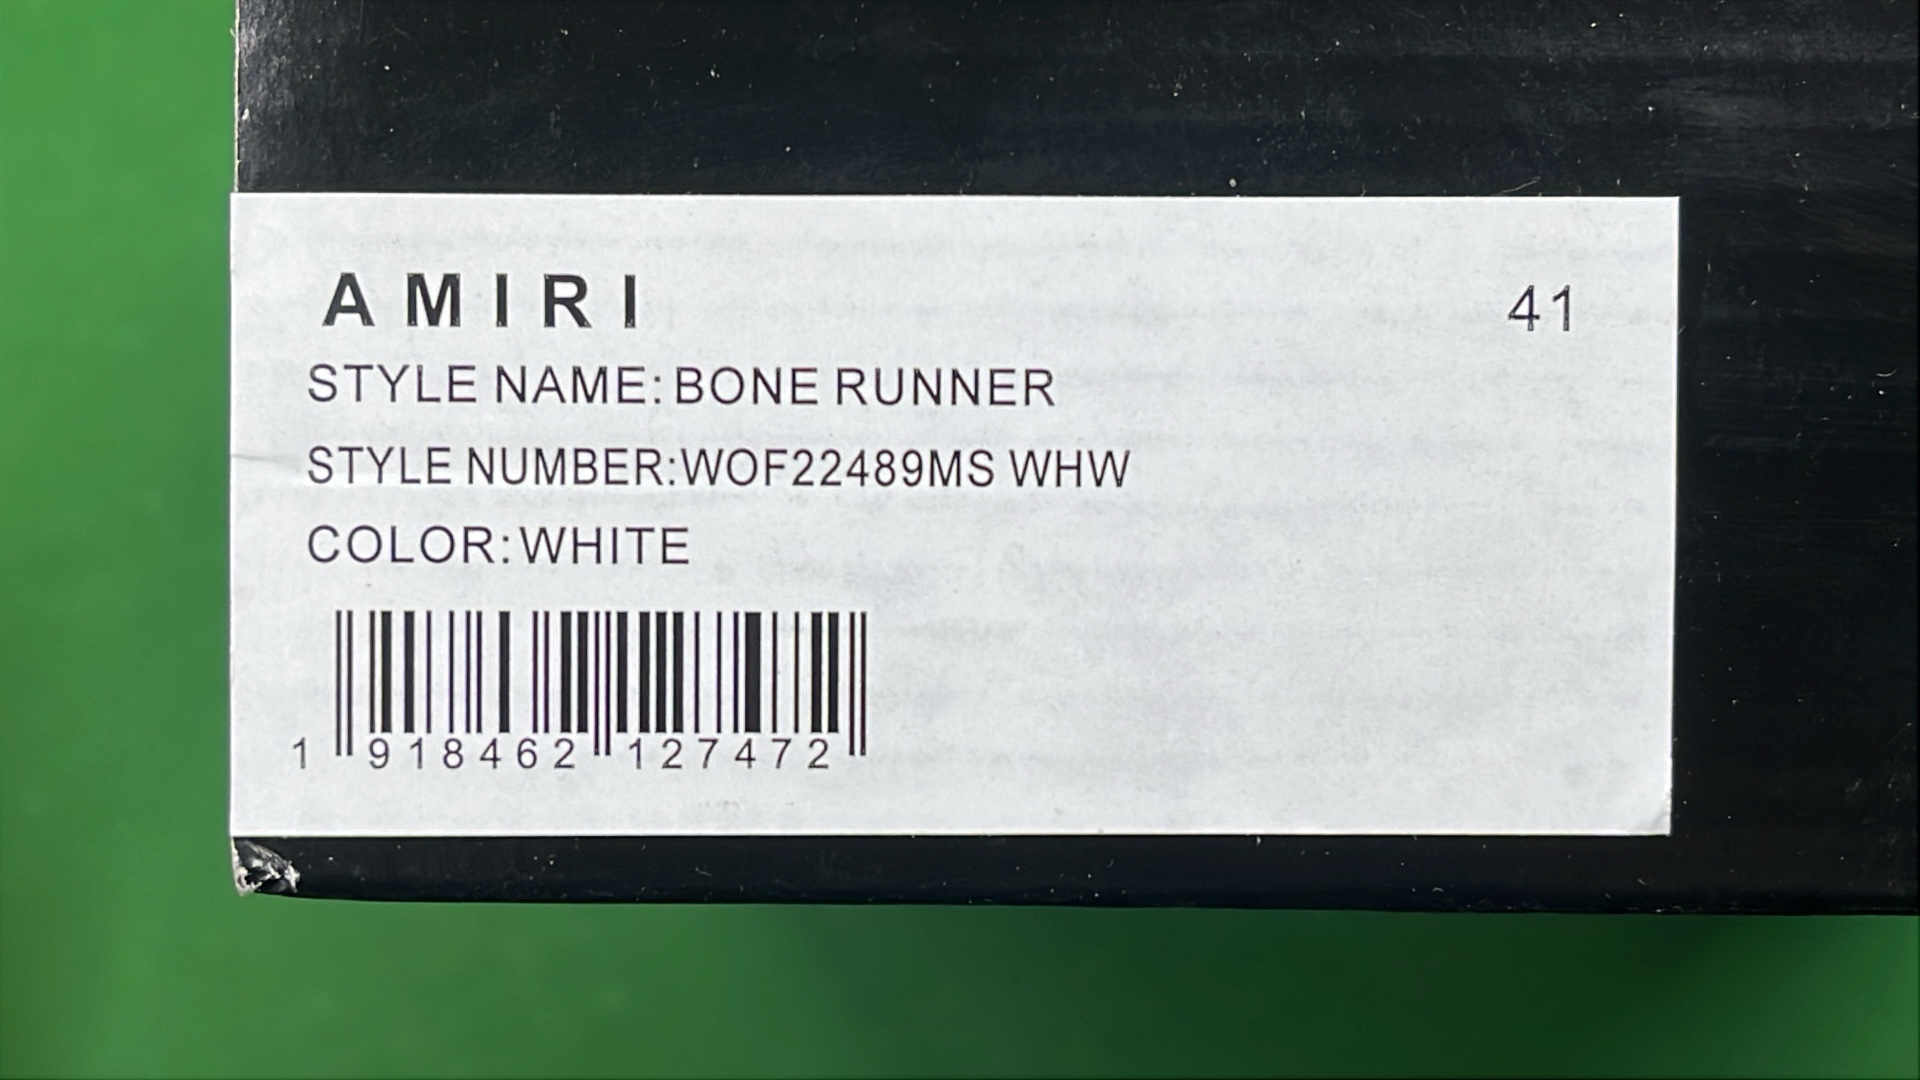 AMIRI 41
STYLE NAME:BONE RUNNER
STYLE NUMBER:WOF22489MS WHW
COLOR:WHITE
1 918462 127472